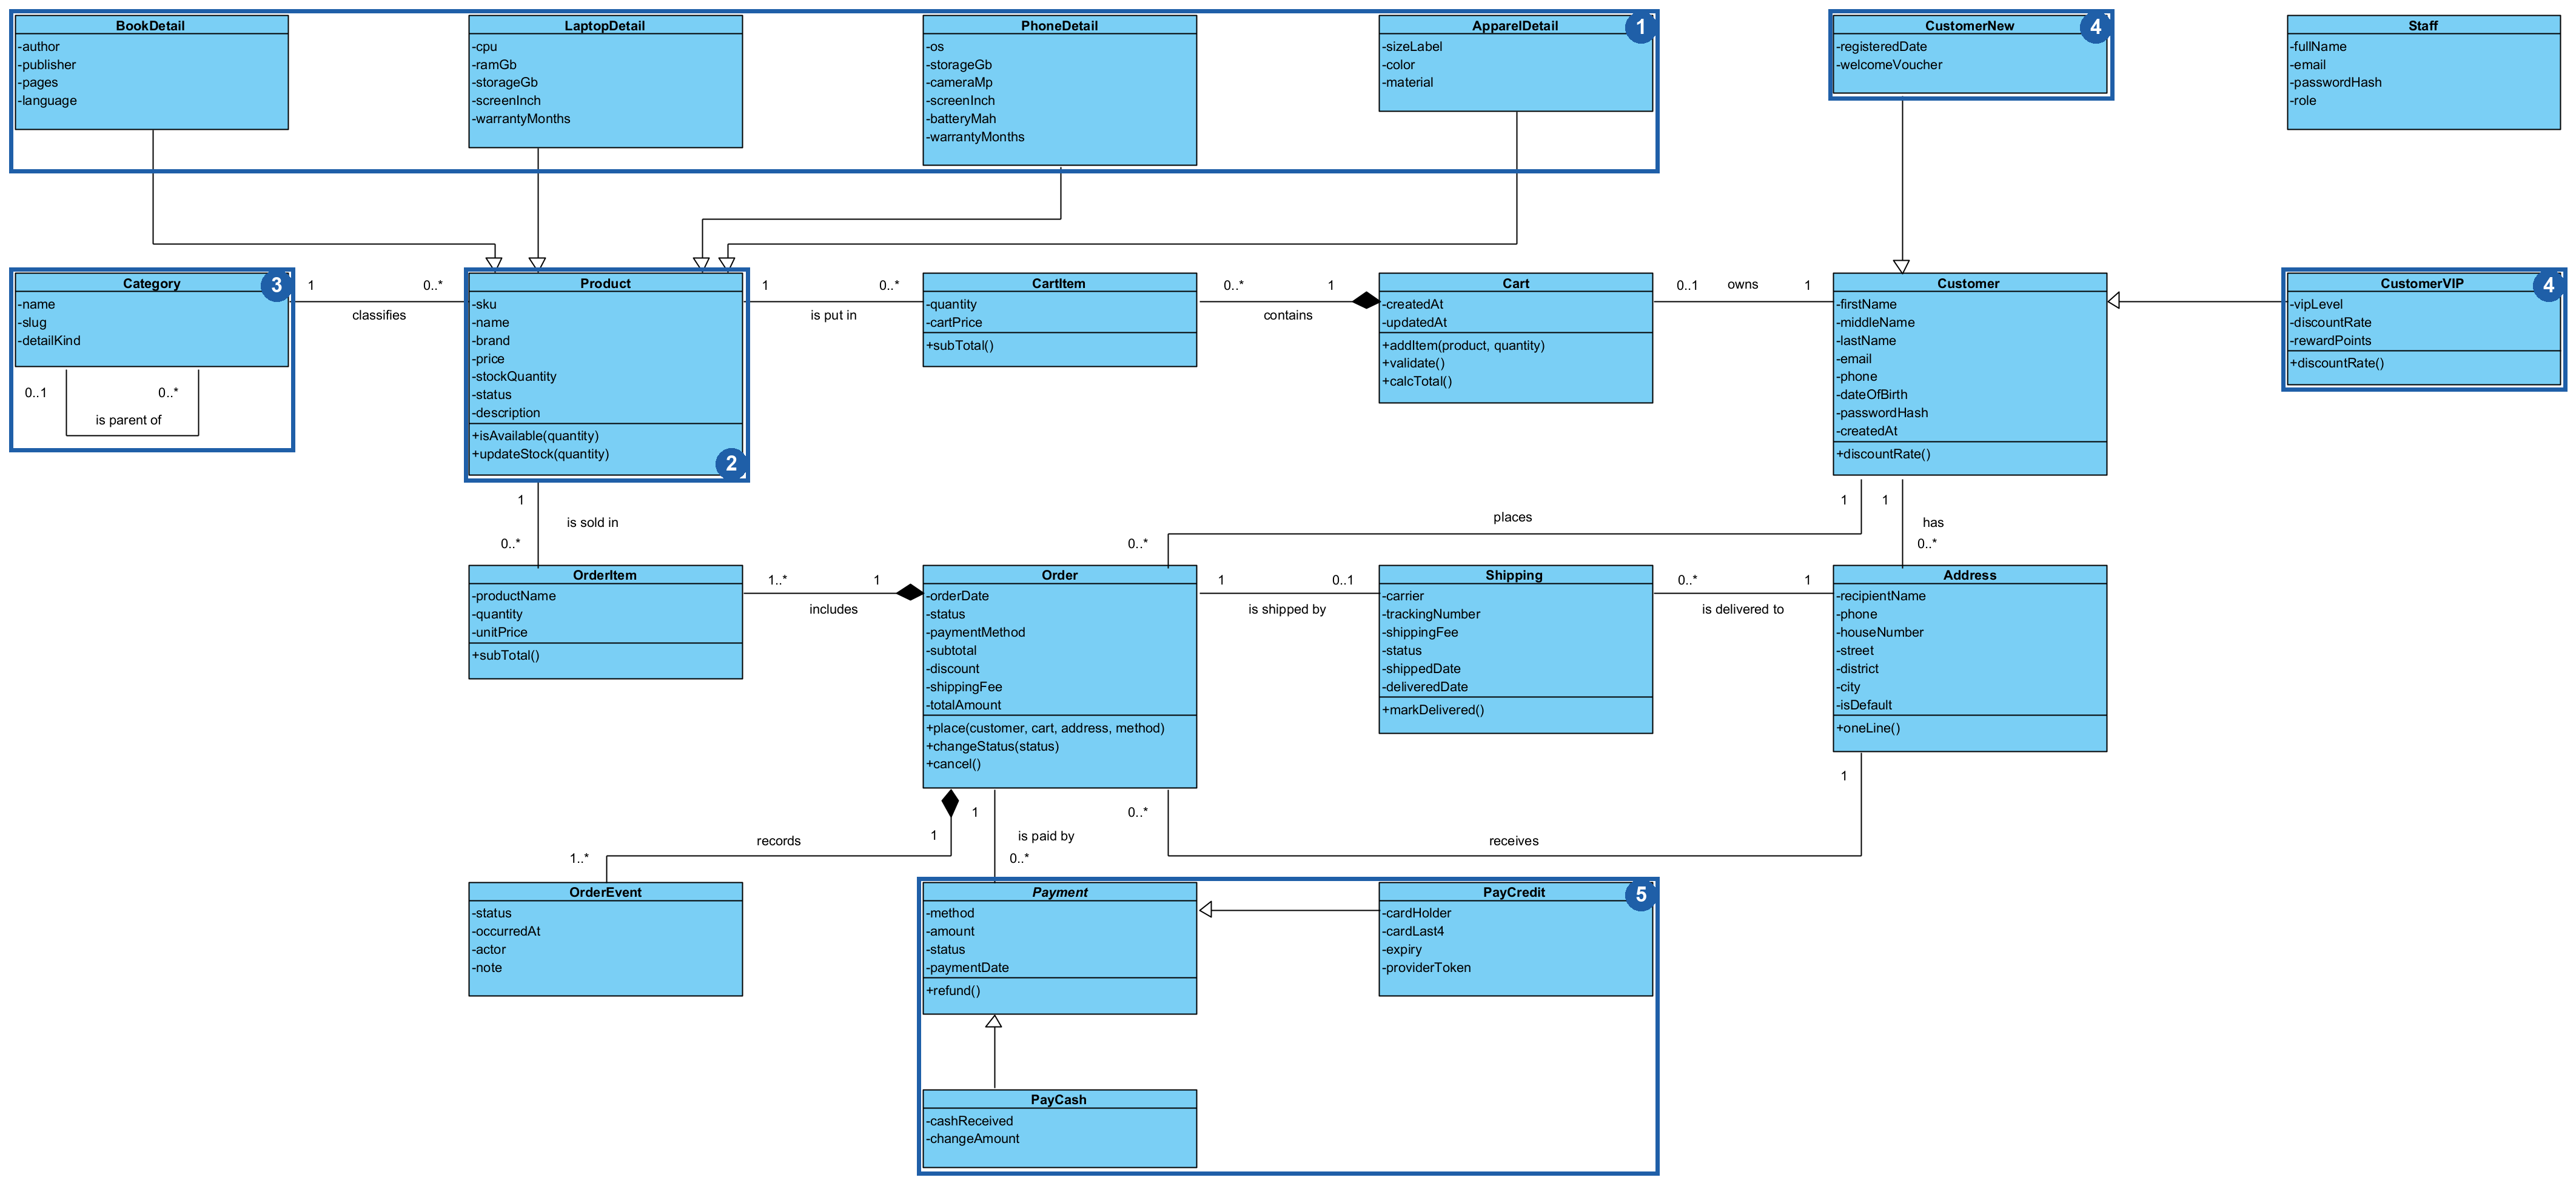 BookDetail
-author
-publisher
-pages
-language
LaptopDetail
-cpu
-ramGb
-storageGb
-screenInch
-warrantyMonths
PhoneDetail
-os
-storageGb
-cameraMp
-screenInch
-batteryMah
-warrantyMonths
ApparelDetail
-sizeLabel
-color
-material
1
CustomerNew
-registeredDate
-welcomeVoucher
4
Staff
-fullName
-email
-passwordHash
-role
Category
-name
-slug
-detailKind
3
0..1
0..*
is parent of
1
0..*
classifies
Product
-sku
-name
-brand
-price
-stockQuantity
-status
-description
+isAvailable(quantity)
+updateStock(quantity)
2
1
0..*
is put in
CartItem
-quantity
-cartPrice
+subTotal()
0..*
1
contains
Cart
-createdAt
-updatedAt
+addItem(product, quantity)
+validate()
+calcTotal()
0..1
owns
1
Customer
-firstName
-middleName
-lastName
-email
-phone
-dateOfBirth
-passwordHash
-createdAt
+discountRate()
CustomerVIP
-vipLevel
-discountRate
-rewardPoints
+discountRate()
4
1
is sold in
0..*
places
0..*
1
1
has
0..*
OrderItem
-productName
-quantity
-unitPrice
+subTotal()
1..*
1
includes
Order
-orderDate
-status
-paymentMethod
-subtotal
-discount
-shippingFee
-totalAmount
+place(customer, cart, address, method)
+changeStatus(status)
+cancel()
1
0..1
is shipped by
Shipping
-carrier
-trackingNumber
-shippingFee
-status
-shippedDate
-deliveredDate
+markDelivered()
0..*
1
is delivered to
Address
-recipientName
-phone
-houseNumber
-street
-district
-city
-isDefault
+oneLine()
1
records
1..*
1
is paid by
0..*
0..*
receives
1
OrderEvent
-status
-occurredAt
-actor
-note
Payment
-method
-amount
-status
-paymentDate
+refund()
PayCredit
-cardHolder
-cardLast4
-expiry
-providerToken
5
PayCash
-cashReceived
-changeAmount